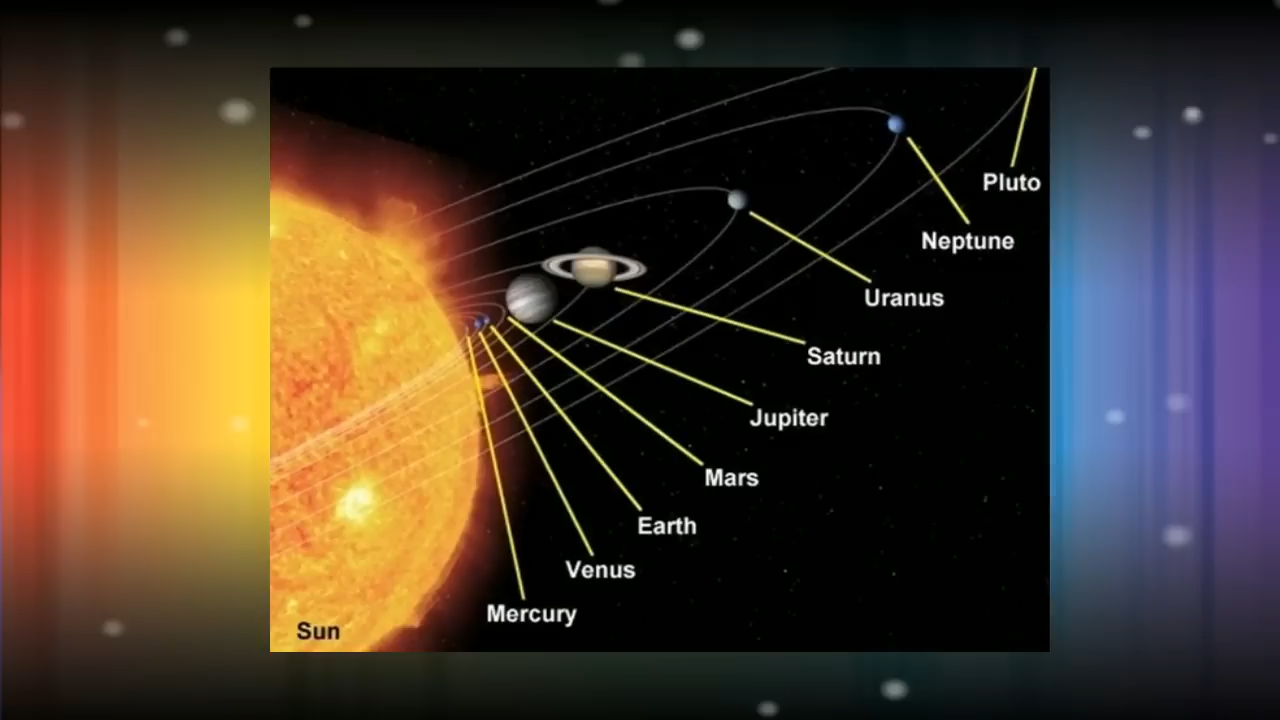 Pluto
Neptune
Uranus
Saturn
Jupiter
Mars
Earth
Venus
Mercury
Sun